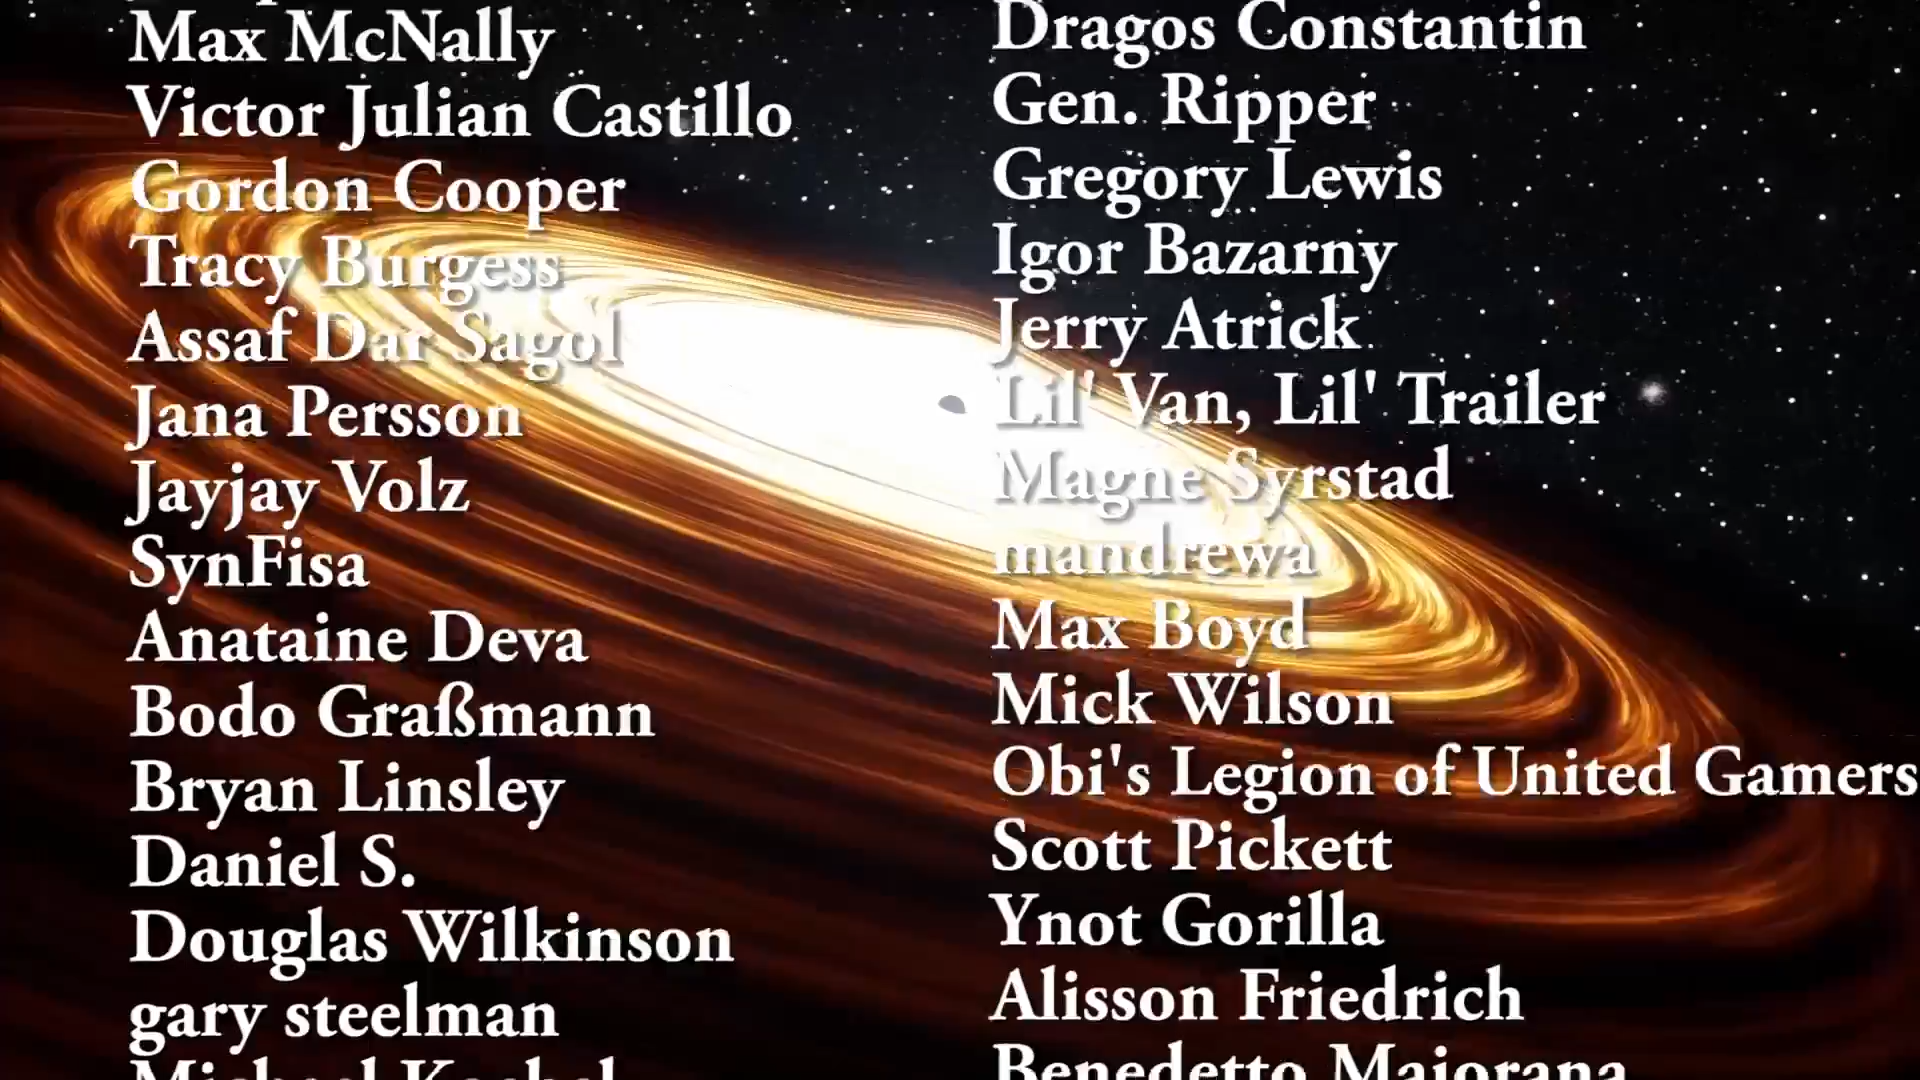 Max McNally
Victor Julian Castillo
Gordon Cooper
Tracy Burgess
Assaf Dar Sagol
Jana Persson
Jayjay Volz
SynFisa
Anataine Deva
Bodo Graßmann
Bryan Linsley
Daniel S.
Douglas Wilkinson
gary steelman
Dragos Constantin
Gen. Ripper
Gregory Lewis
Igor Bazarny
Jerry Atrick
Lil' Van, Lil' Trailer
Magne Syrstad
mandrewa
Max Boyd
Mick Wilson
Obi's Legion of United Gamers
Scott Pickett
Ynot Gorilla
Alisson Friedrich
Benedetto Maiorana